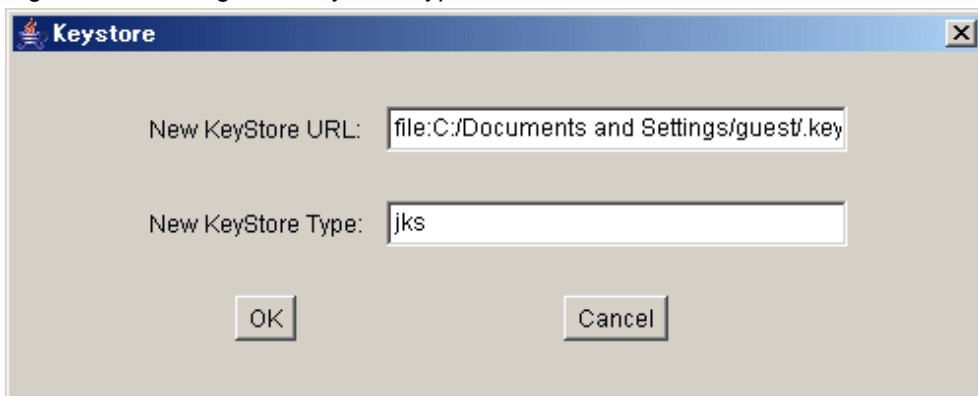 Keystore
New KeyStore URL: file:C:/Documents and Settings/guest/.key
New KeyStore Type: jks
OK Cancel